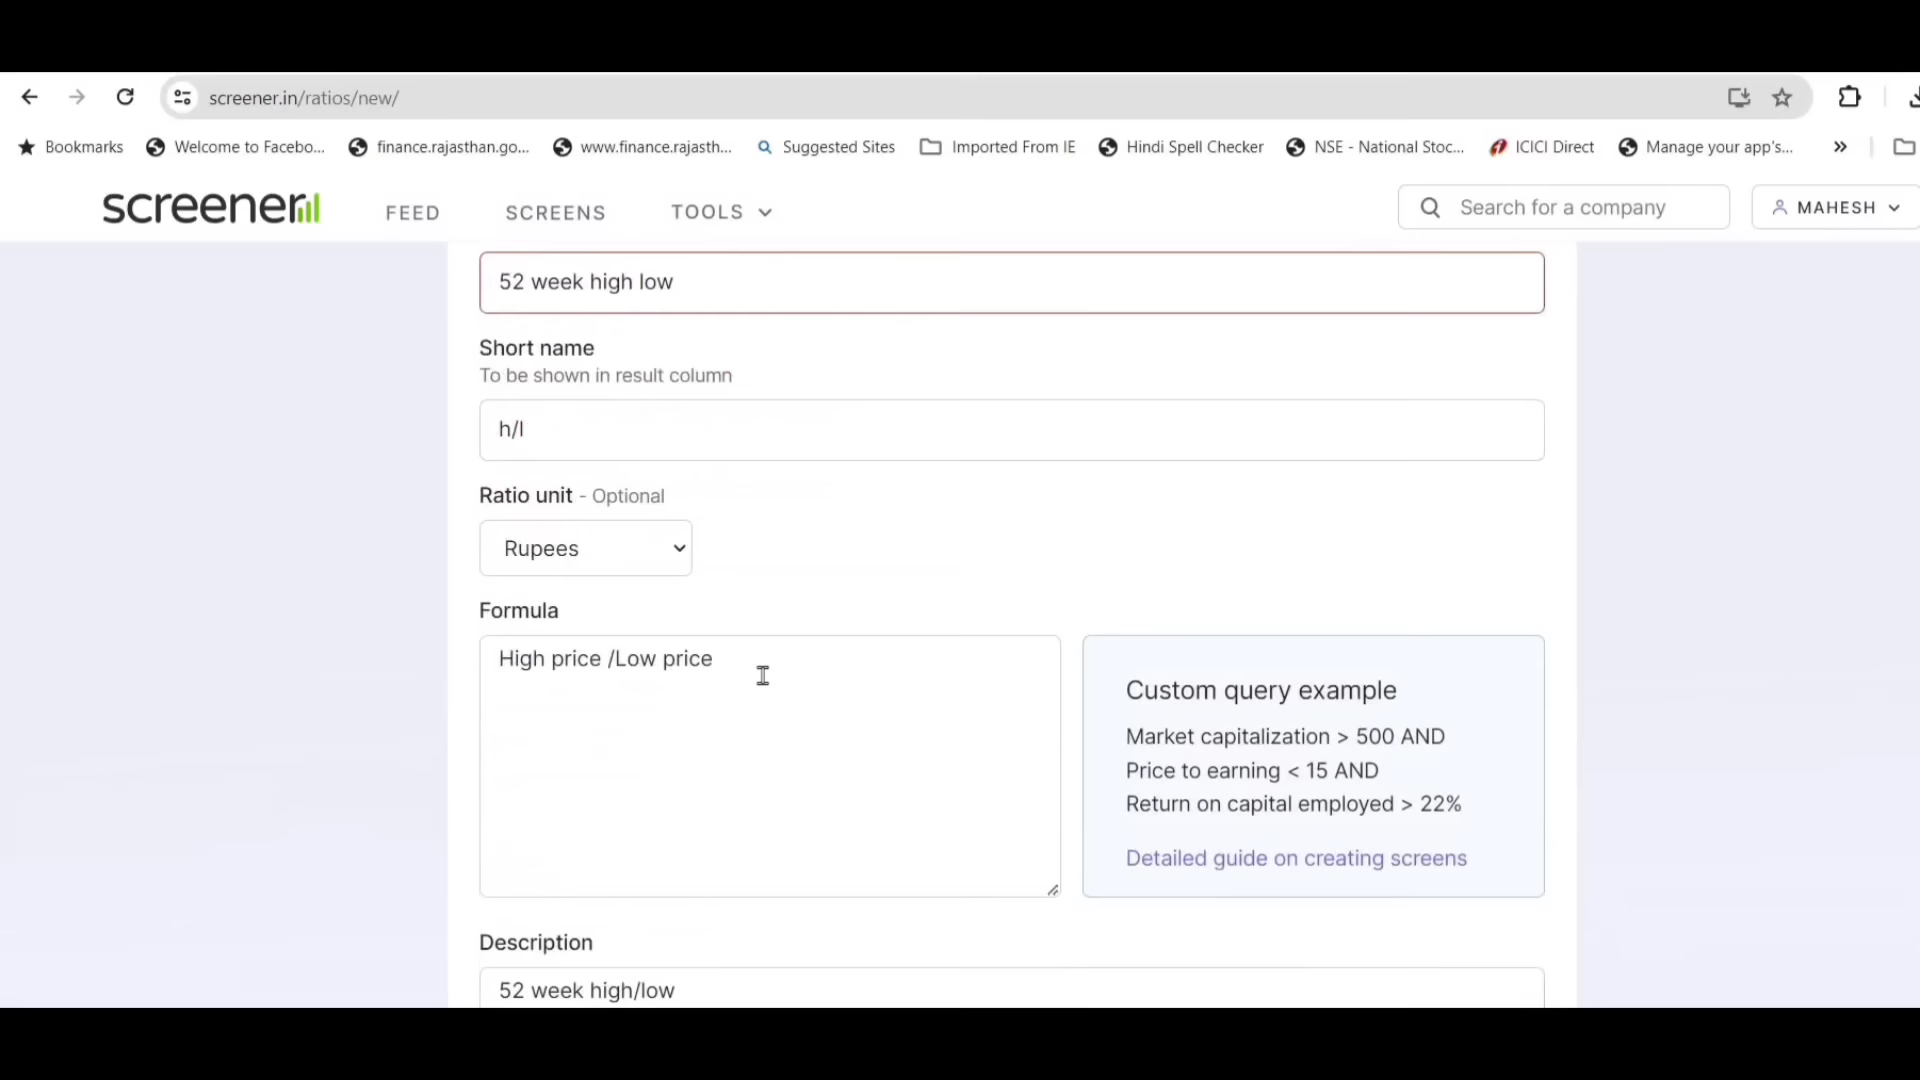 screener.in/ratios/new/
Bookmarks Welcome to Facebo... finance.rajasthan.go... www.finance.rajasth... Suggested Sites Imported From IE Hindi Spell Checker NSE - National Stoc... ICICI Direct Manage your app's... »
screener FEED SCREENS TOOLS Search for a company MAHESH
52 week high low
Short name
To be shown in result column
h/l
Ratio unit - Optional
Rupees
Formula
High price /Low price
Custom query example
Market capitalization > 500 AND
Price to earning < 15 AND
Return on capital employed > 22%
Detailed guide on creating screens
Description
52 week high/low